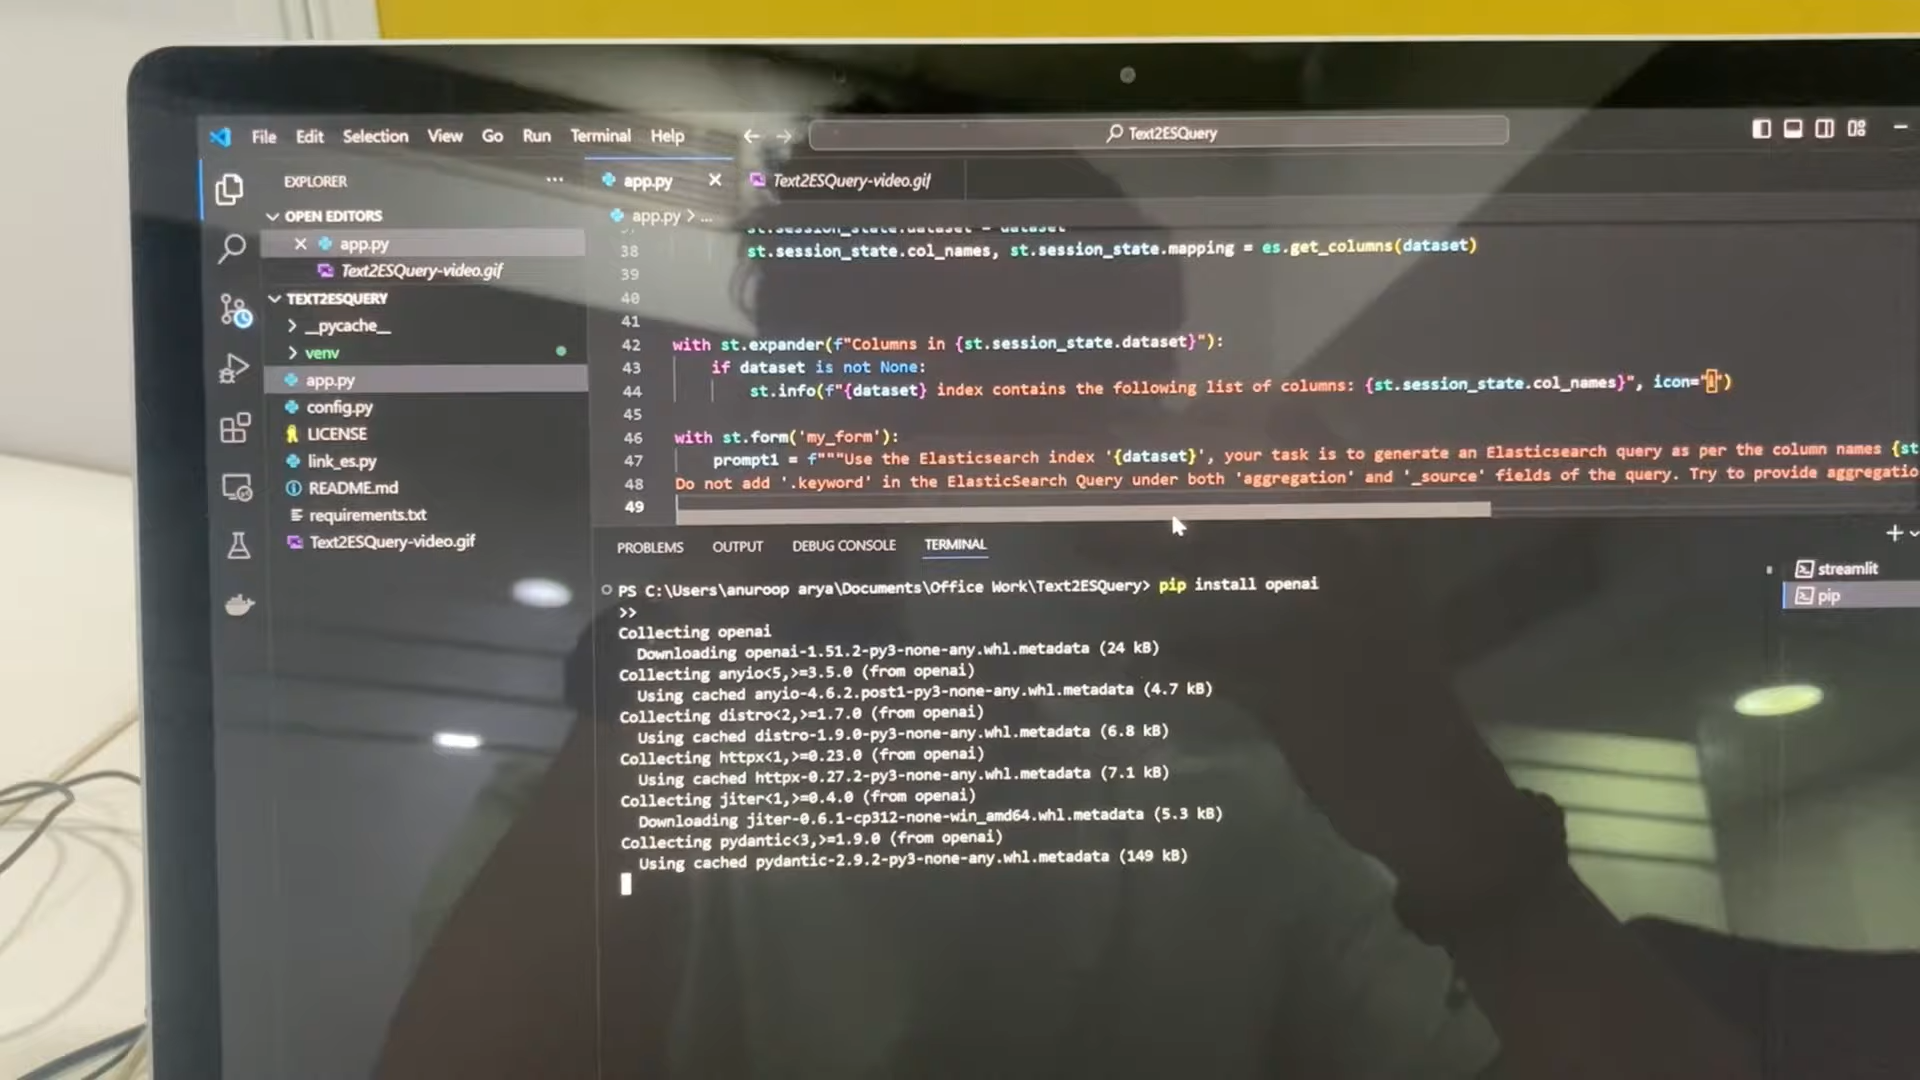 File Edit Selection View Go Run Terminal Help
Text2ESQuery
EXPLORER
OPEN EDITORS
app.py
Text2ESQuery-video.gif
TEXT2ESQUERY
__pycache__
venv
app.py
config.py
LICENSE
link_es.py
README.md
requirements.txt
Text2ESQuery-video.gif
app.py
Text2ESQuery-video.gif
app.py > ...
st.session_state.dataset = dataset
38 st.session_state.col_names, st.session_state.mapping = es.get_columns(dataset)
39
40
41
42 with st.expander(f"Columns in {st.session_state.dataset}"):
43 if dataset is not None:
44 st.info(f"{dataset} index contains the following list of columns: {st.session_state.col_names}", icon="
45
46 with st.form('my_form'):
47 prompt1 = f"""Use the Elasticsearch index '{dataset}', your task is to generate an Elasticsearch query as per the column names {st
48 Do not add '.keyword' in the ElasticSearch Query under both 'aggregation' and '_source' fields of the query. Try to provide aggregatio
49
PROBLEMS OUTPUT DEBUG CONSOLE TERMINAL
PS C:\Users\anuroop arya\Documents\Office Work\Text2ESQuery> pip install openai
>>
Collecting openai
Downloading openai-1.51.2-py3-none-any.whl.metadata (24 kB)
Collecting anyio<5,>=3.5.0 (from openai)
Using cached anyio-4.6.2.post1-py3-none-any.whl.metadata (4.7 kB)
Collecting distro<2,>=1.7.0 (from openai)
Using cached distro-1.9.0-py3-none-any.whl.metadata (6.8 kB)
Collecting httpx<1,>=0.23.0 (from openai)
Using cached httpx-0.27.2-py3-none-any.whl.metadata (7.1 kB)
Collecting jiter<1,>=0.4.0 (from openai)
Downloading jiter-0.6.1-cp312-none-win_amd64.whl.metadata (5.3 kB)
Collecting pydantic<3,>=1.9.0 (from openai)
Using cached pydantic-2.9.2-py3-none-any.whl.metadata (149 kB)
streamlit
pip